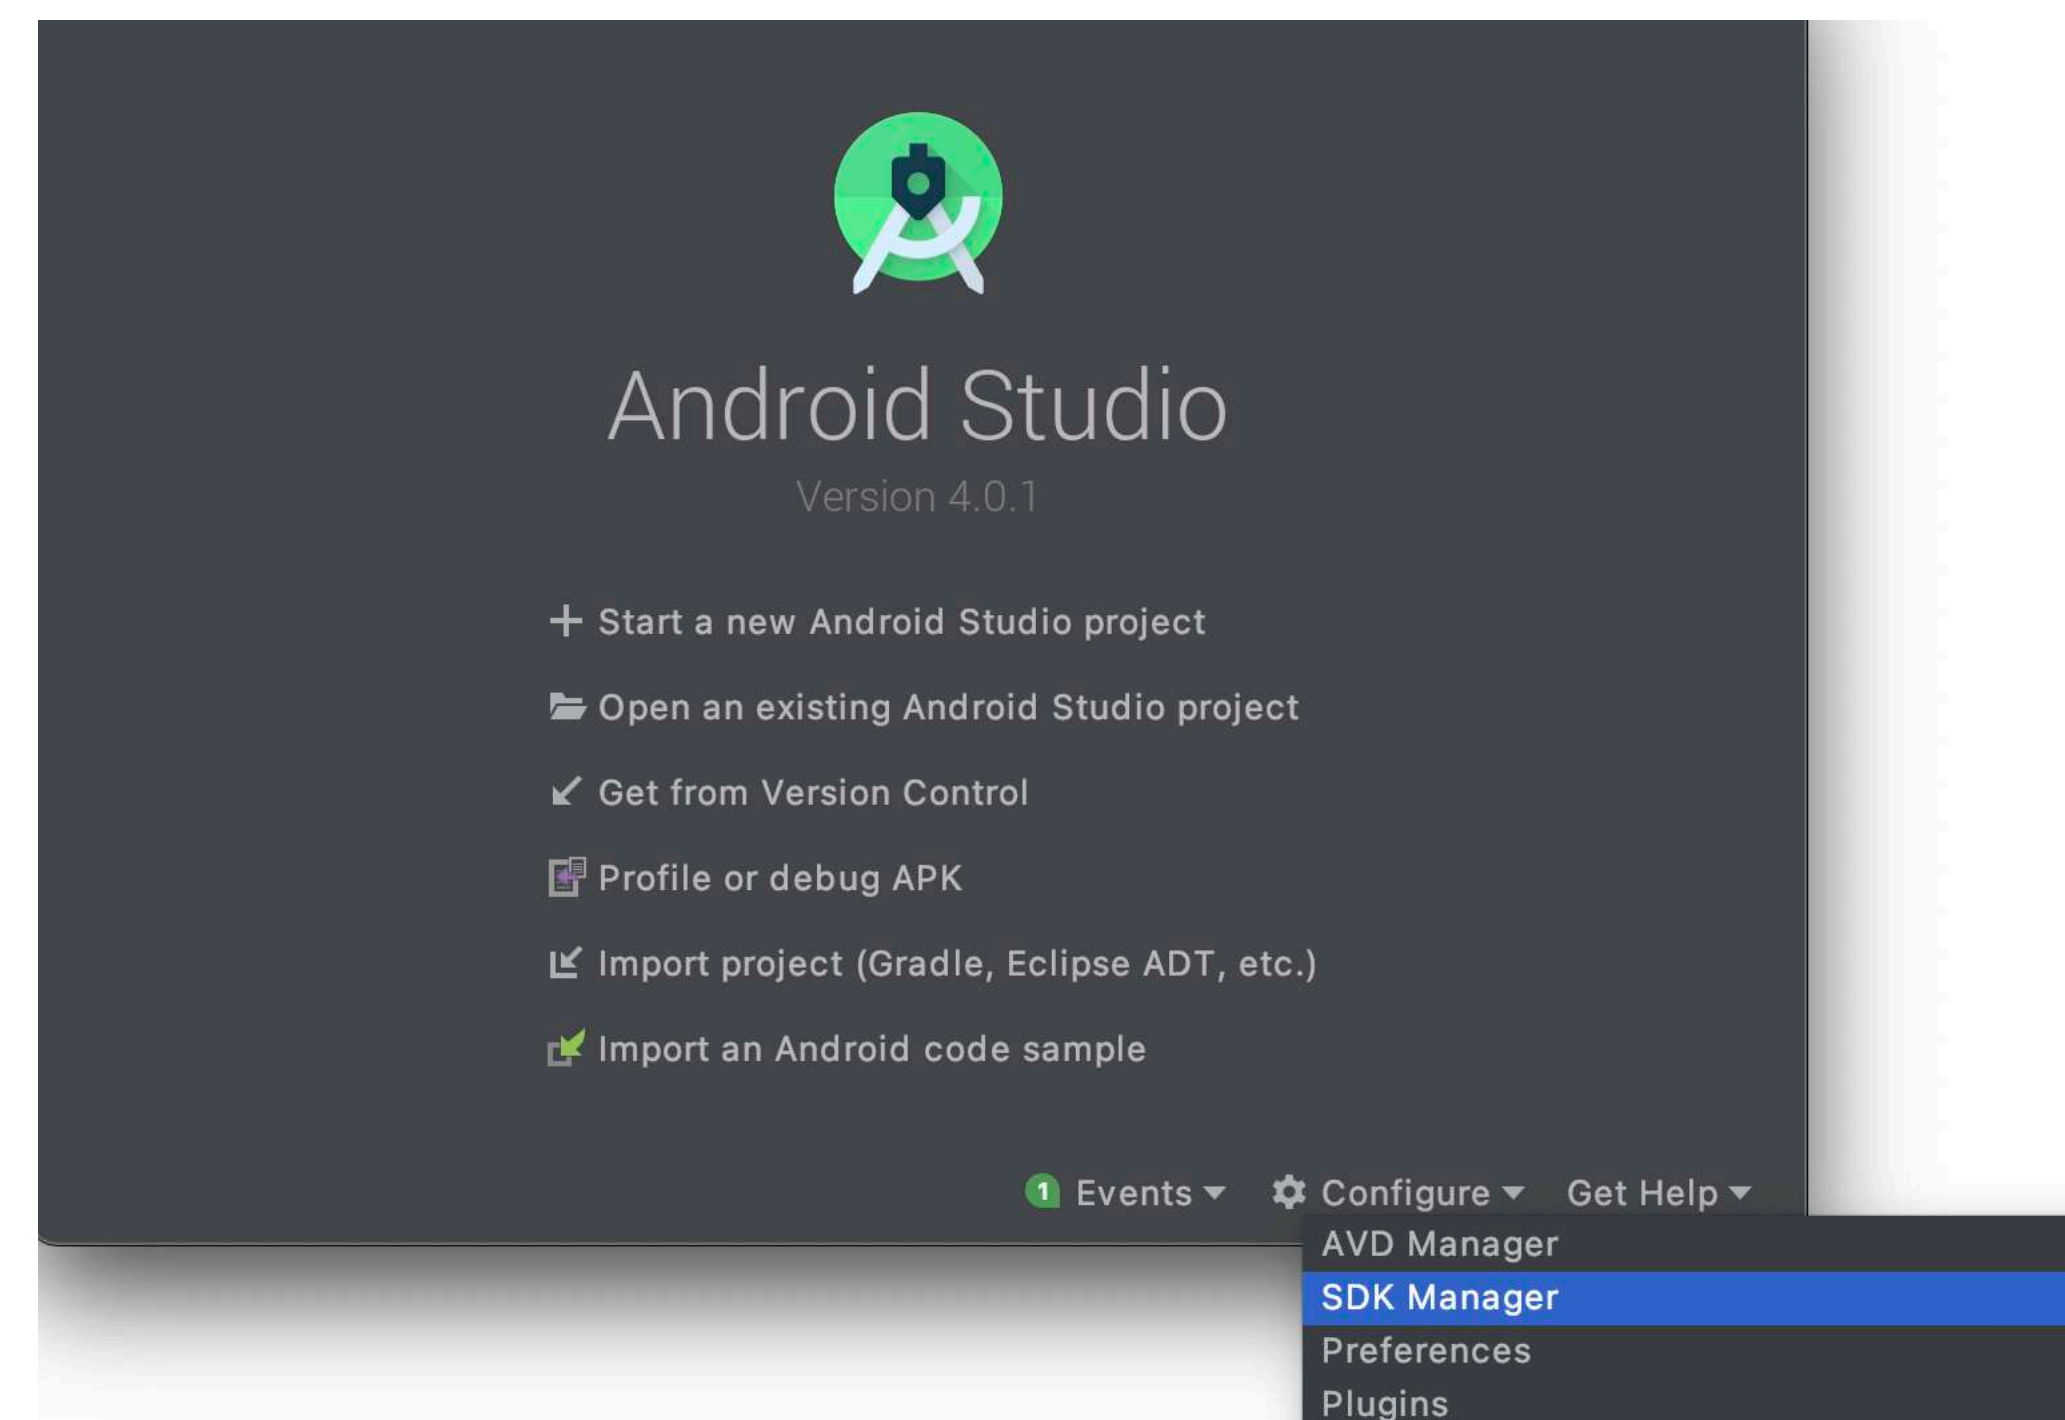 Android Studio
Version 4.0.1
Start a new Android Studio project
Open an existing Android Studio project
Get from Version Control
Profile or debug APK
Import project (Gradle, Eclipse ADT, etc.)
Import an Android code sample
1 Events Configure Get Help
AVD Manager
SDK Manager
Preferences
Plugins